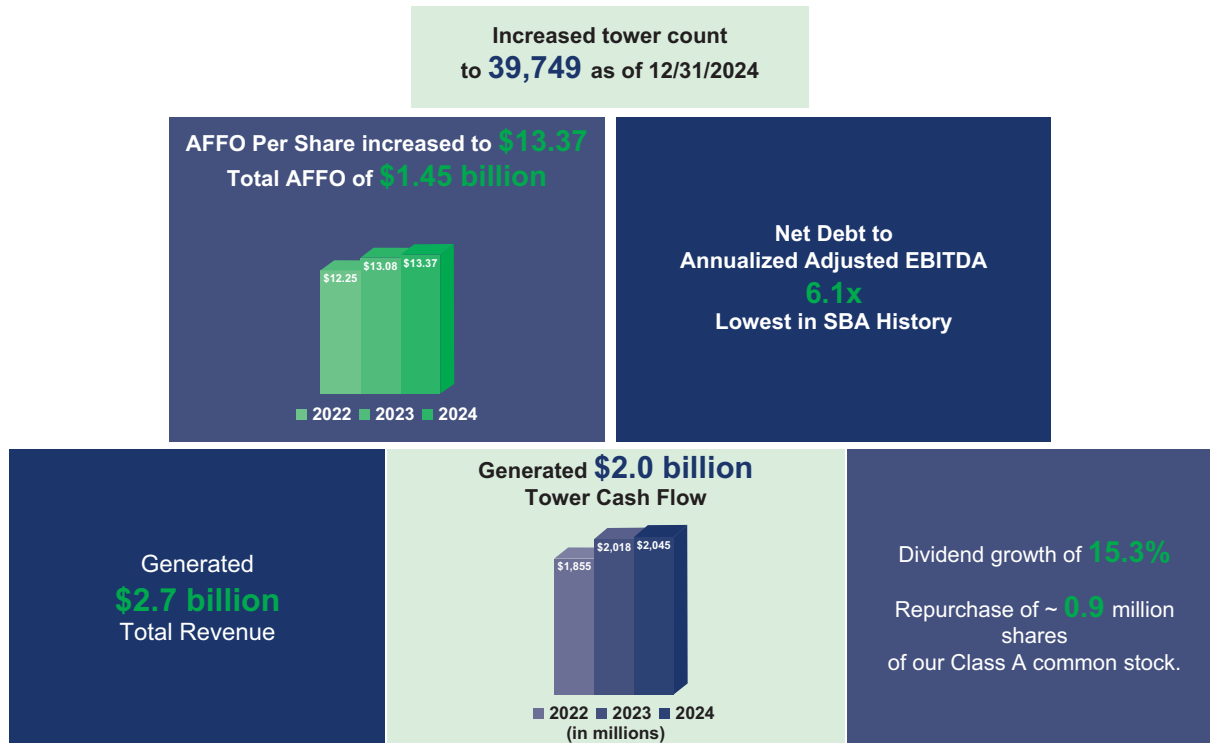 Increased tower count
to 39,749 as of 12/31/2024
AFFO Per Share increased to $13.37
Total AFFO of $1.45 billion
$12.25
$13.08
$13.37
2022 2023 2024
Net Debt to
Annualized Adjusted EBITDA
6.1x
Lowest in SBA History
Generated
$2.7 billion
Total Revenue
Generated $2.0 billion
Tower Cash Flow
$1,855
$2,018
$2,045
2022 2023 2024
(in millions)
Dividend growth of 15.3%
Repurchase of ~ 0.9 million
shares
of our Class A common stock.